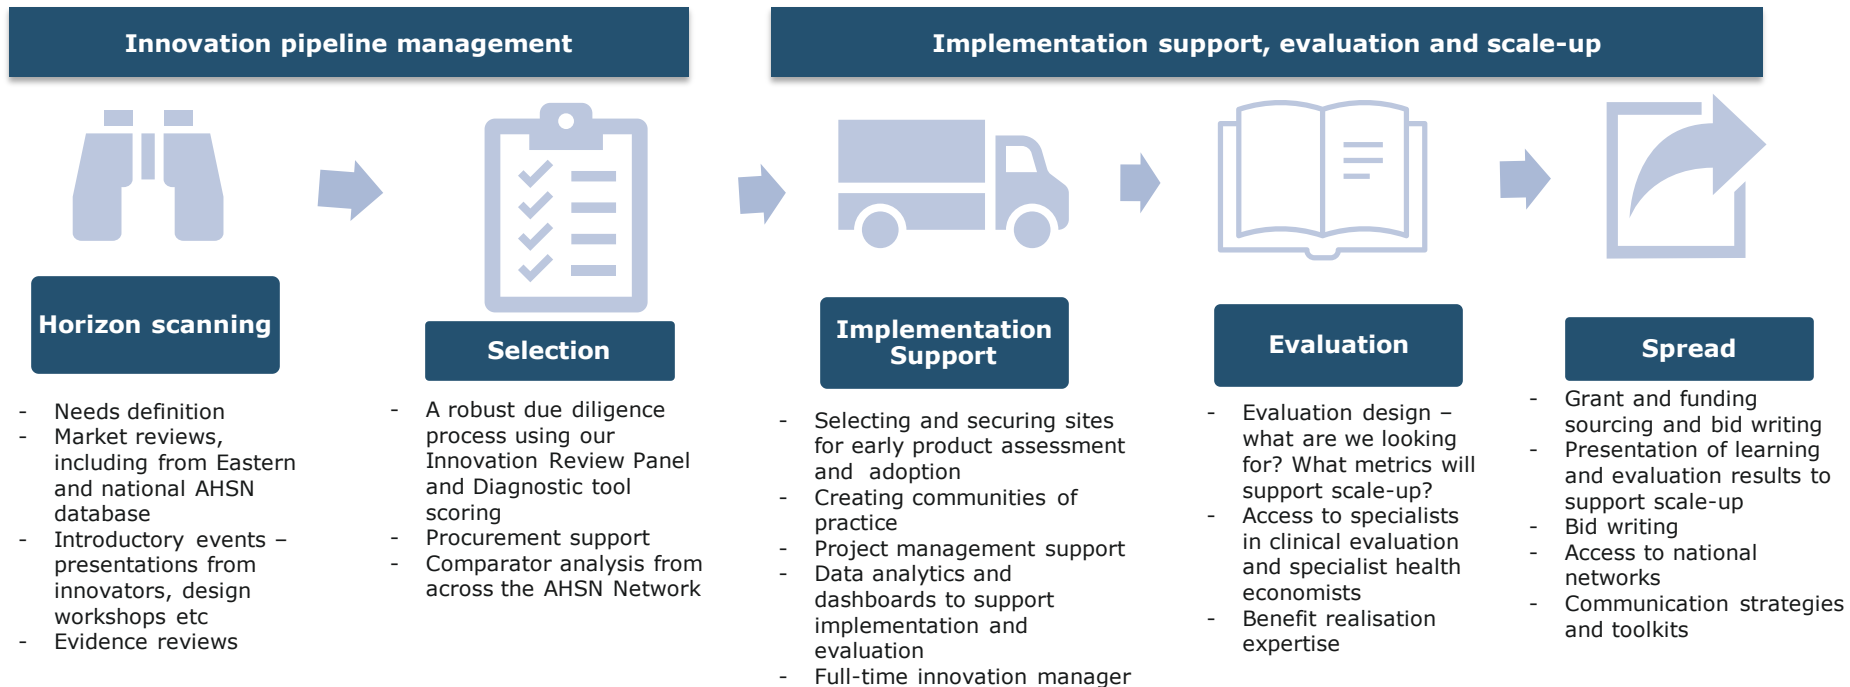 Innovation pipeline management
Implementation support, evaluation and scale-up
Horizon scanning
- Needs definition
- Market reviews,
including from Eastern
and national AHSN
database
- Introductory events –
presentations from
innovators, design
workshops etc
- Evidence reviews
Selection
- A robust due diligence
process using our
Innovation Review Panel
and Diagnostic tool
scoring
- Procurement support
- Comparator analysis from
across the AHSN Network
Implementation
Support
- Selecting and securing sites
for early product assessment
and adoption
- Creating communities of
practice
- Project management support
- Data analytics and
dashboards to support
implementation and
evaluation
- Full-time innovation manager
Evaluation
- Evaluation design –
what are we looking
for? What metrics will
support scale-up?
- Access to specialists
in clinical evaluation
and specialist health
economists
- Benefit realisation
expertise
Spread
- Grant and funding
sourcing and bid writing
- Presentation of learning
and evaluation results to
support scale-up
- Bid writing
- Access to national
networks
- Communication strategies
and toolkits